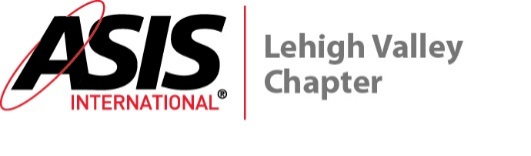 ASIS
INTERNATIONAL®
Lehigh Valley
Chapter